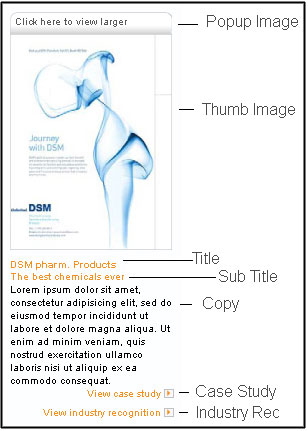 Click here to view larger
Popup Image
Thumb Image
Journey
with DSM
DSM
Title
DSM pharm. Products
Sub Title
The best chemicals ever
Lorem ipsum dolor sit amet,
consectetur adipisicing elit, sed do
eiusmod tempor incididunt ut
labore et dolore magna aliqua. Ut
enim ad minim veniam, quis
nostrud exercitation ullamco
laboris nisi ut aliquip ex ea
commodo consequat.
Copy
View case study
Case Study
View industry recognition
Industry Rec